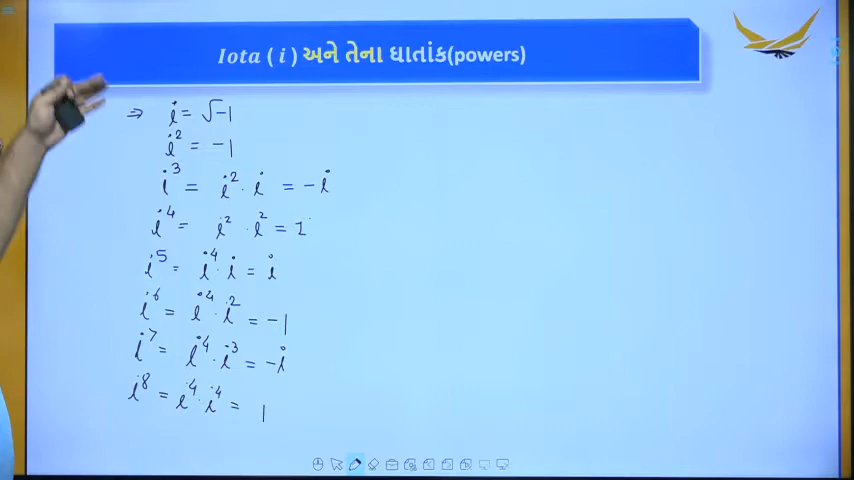 Iota ( i ) અને તેના ઘાતાંક(powers)
⇒ i = √-1
i² = -1
i³ = i² · i = -i
i⁴ = i² · i² = 1
i⁵ = i⁴ · i = i
i⁶ = i⁴ · i² = -1
i⁷ = i⁴ · i³ = -i
i⁸ = i⁴ · i⁴ = 1